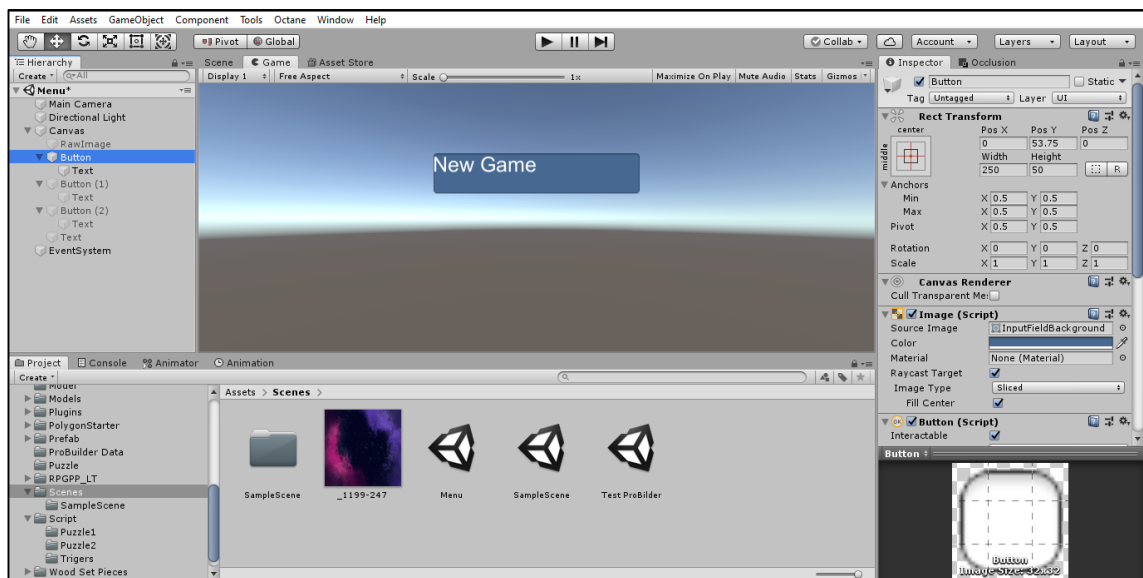 File Edit Assets GameObject Component Tools Octane Window Help
Pivot Global Collab Account Layers Layout
Hierarchy
Create All
Menu*
Main Camera
Directional Light
Canvas
RawImage
Button
Text
Button (1)
Text
Button (2)
Text
Text
EventSystem
Scene Game Asset Store
Display 1 Free Aspect Scale 1x Maximize On Play Mute Audio Stats Gizmos
New Game
Inspector Occlusion
Button Static
Tag Untagged Layer UI
Rect Transform
center Pos X Pos Y Pos Z
middle 0 53.75 0
Width Height
250 50 R
Anchors
Min X 0.5 Y 0.5
Max X 0.5 Y 0.5
Pivot X 0.5 Y 0.5
Rotation X 0 Y 0 Z 0
Scale X 1 Y 1 Z 1
Canvas Renderer
Cull Transparent Me:
Image (Script)
Source Image InputFieldBackground
Color
Material None (Material)
Raycast Target
Image Type Sliced
Fill Center
OK Button (Script)
Interactable
Button
Button
Image Size: 32x32
Project Console Animator Animation
Create
Model
Models
Plugins
PolygonStarter
Prefab
ProBuilder Data
Puzzle
RPGPP_LT
Scenes
SampleScene
Script
Puzzle1
Puzzle2
Trigers
Wood Set Pieces
Assets > Scenes >
SampleScene _1199-247 Menu SampleScene Test ProBilder